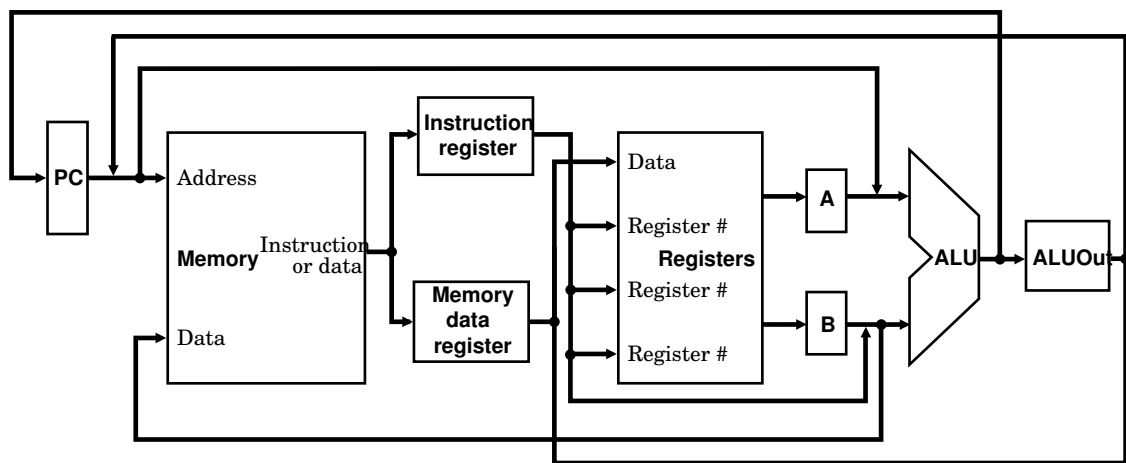 PC
Address
Memory
Instruction
or data
Data
Instruction
register
Memory
data
register
Data
Register #
Registers
Register #
Register #
A
B
ALU
ALUOut